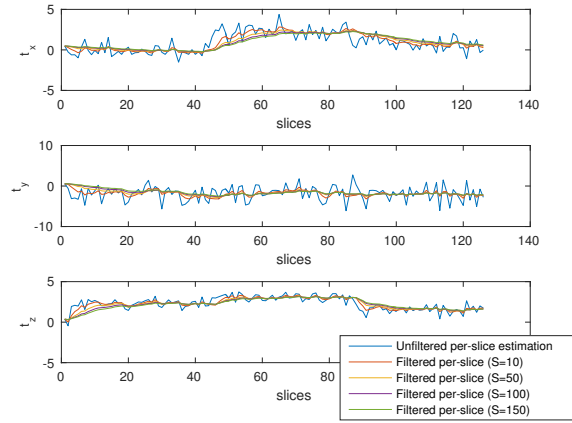 5
0
-5
t_x
0 20 40 60 80 100 120 140
slices
10
0
-10
t_y
0 20 40 60 80 100 120 140
slices
5
0
-5
t_z
0 20 40 60 80
slices
Unfiltered per-slice estimation
Filtered per-slice (S=10)
Filtered per-slice (S=50)
Filtered per-slice (S=100)
Filtered per-slice (S=150)